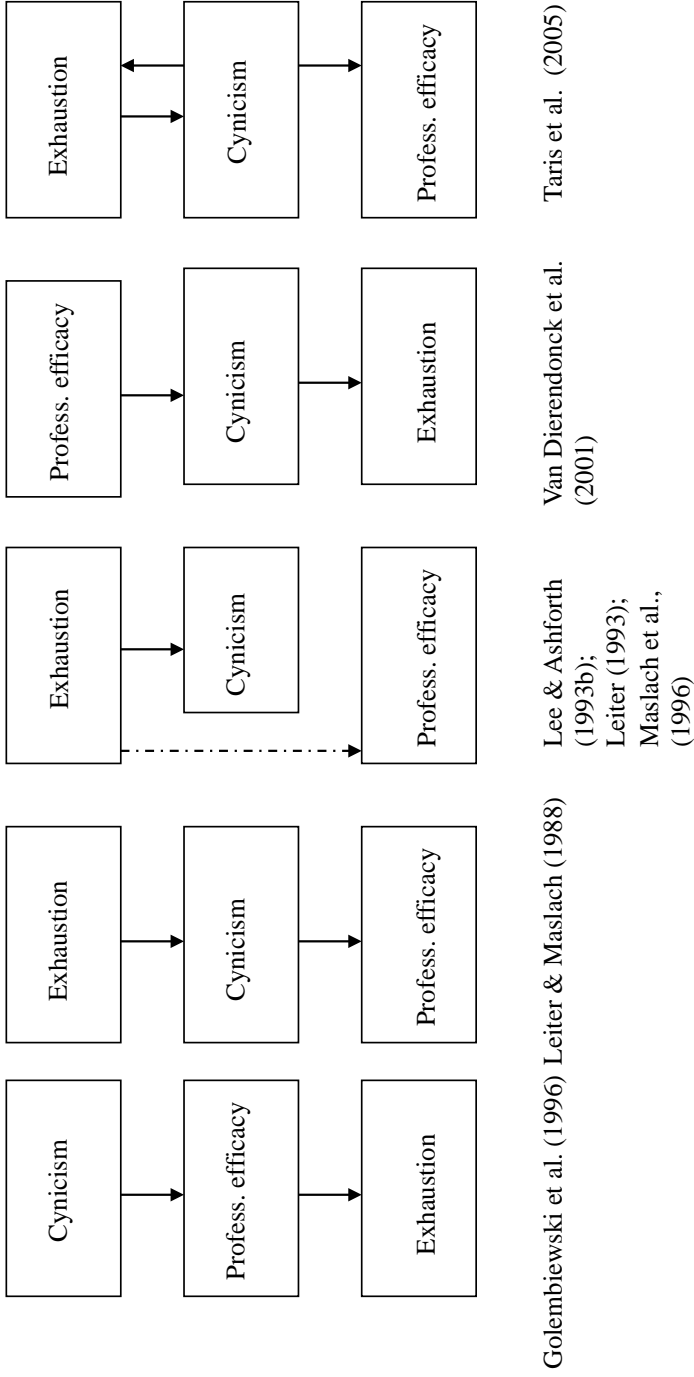 Cynicism
Profess. efficacy
Exhaustion
Golembiewski et al. (1996)
Exhaustion
Cynicism
Profess. efficacy
Leiter & Maslach (1988)
Exhaustion
Cynicism
Profess. efficacy
Lee & Ashforth
(1993b);
Leiter (1993);
Maslach et al.,
(1996)
Profess. efficacy
Cynicism
Exhaustion
Van Dierendonck et al.
(2001)
Exhaustion
Cynicism
Profess. efficacy
Taris et al. (2005)